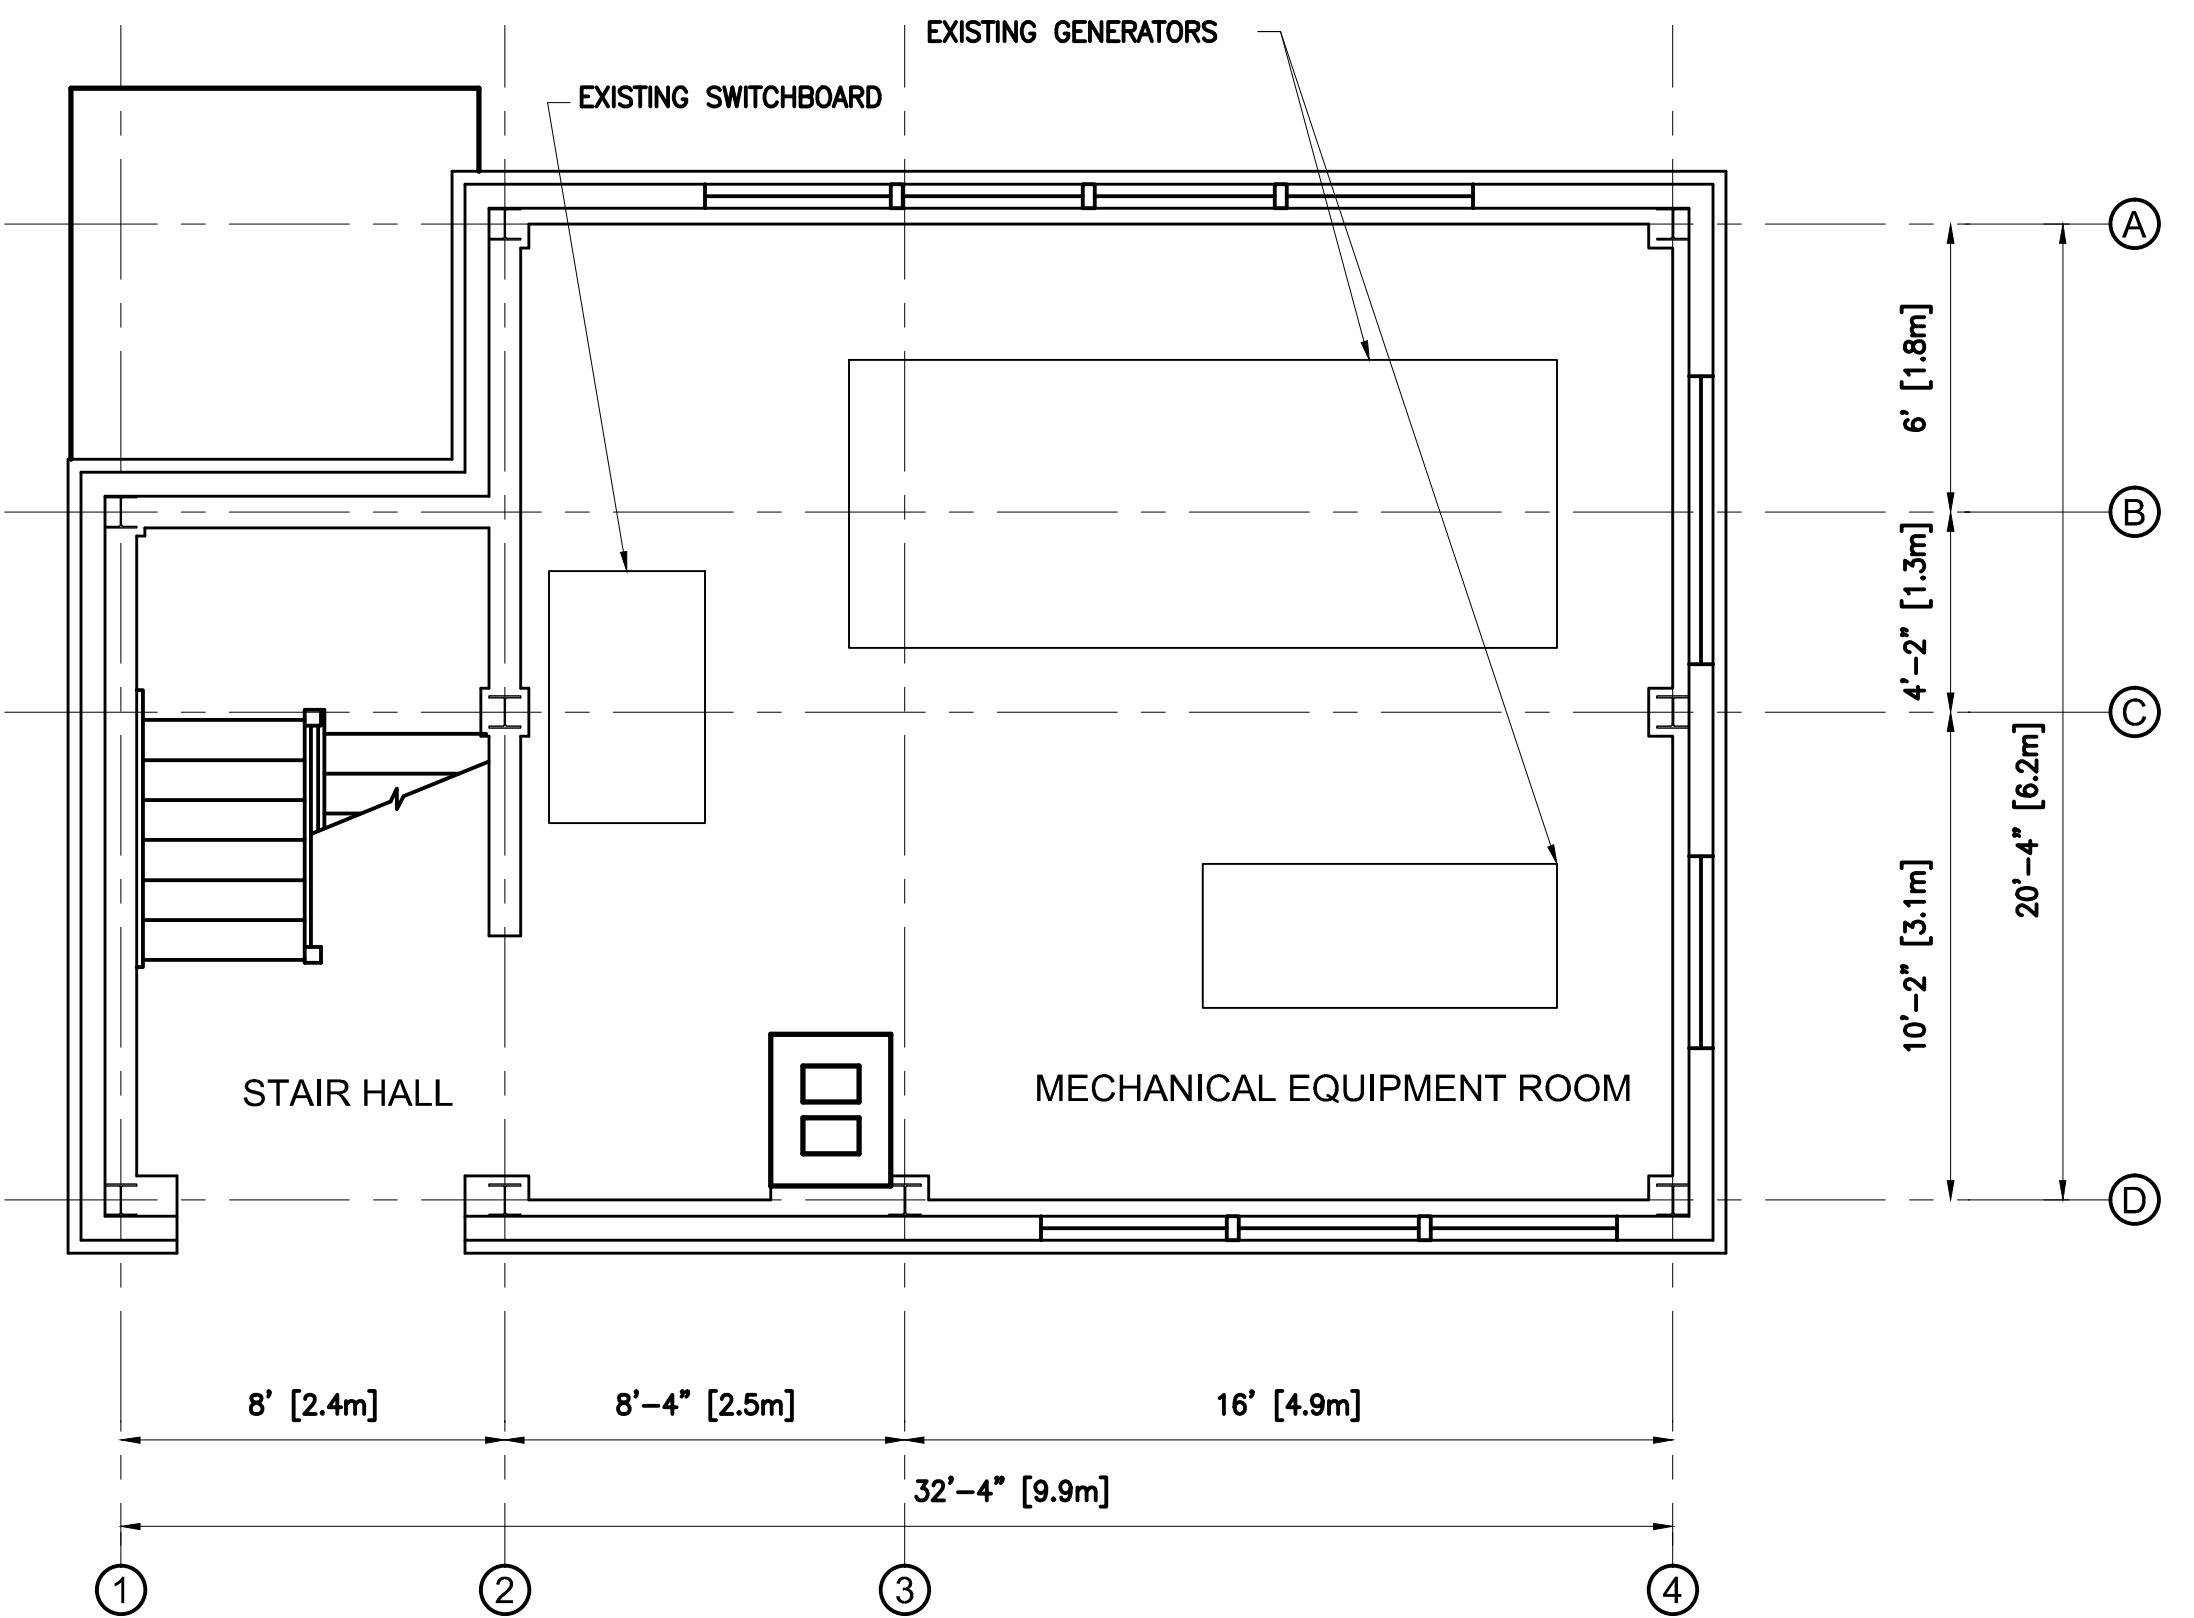 EXISTING GENERATORS
EXISTING SWITCHBOARD
A
6' [1.8m]
B
4'-2" [1.3m]
C
20'-4" [6.2m]
10'-2" [3.1m]
STAIR HALL
MECHANICAL EQUIPMENT ROOM
D
8' [2.4m]
8'-4" [2.5m]
16' [4.9m]
32'-4" [9.9m]
1
2
3
4